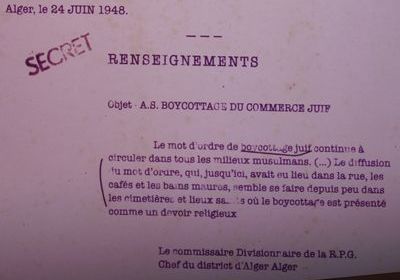 Alger, le 24 JUIN 1948.
SECRET
RENSEIGNEMENTS
Objet - A.S. BOYCOTTAGE DU COMMERCE JUIF
Le mot d'ordre de boycottage juif continue à
circuler dans tous les milieux musulmans. (...) Le diffusion
du mot d'ordure, qui, jusqu'ici, avait eu lieu dans la rue, les
cafés et les bains maures, semble se faire depuis peu dans
les cimetières et lieux saints où le boycottage est présenté
comme un devoir religieux
Le commissaire Divisionnaire de la R.P.G.
Chef du district d'Alger Alger